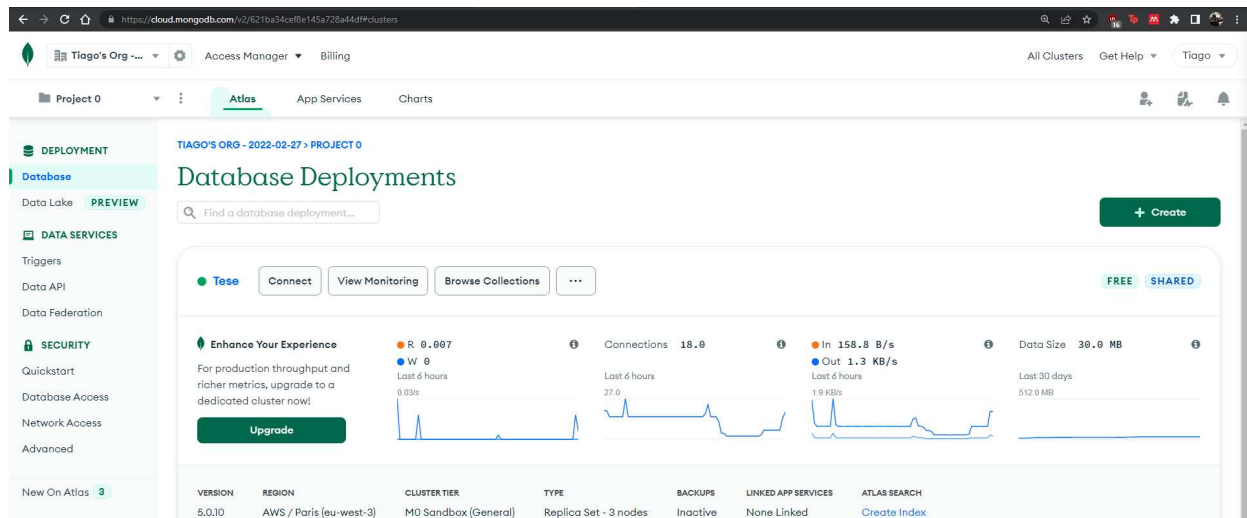 https://cloud.mongodb.com/v2/621ba34cef8e145a728a44df#clusters
16
Tiago's Org -...
Access Manager
Billing
All Clusters
Get Help
Tiago
Project 0
Atlas
App Services
Charts
DEPLOYMENT
Database
Data Lake PREVIEW
DATA SERVICES
Triggers
Data API
Data Federation
SECURITY
Quickstart
Database Access
Network Access
Advanced
New On Atlas 3
TIAGO'S ORG - 2022-02-27 > PROJECT 0
Database Deployments
Find a database deployment...
+ Create
Tese
Connect
View Monitoring
Browse Collections
...
FREE
SHARED
Enhance Your Experience
For production throughput and
richer metrics, upgrade to a
dedicated cluster now!
Upgrade
R 0.007
W 0
Last 6 hours
0.03/s
Connections 18.0
Last 6 hours
27.0
In 158.8 B/s
Out 1.3 KB/s
Last 6 hours
1.9 KB/s
Data Size 30.0 MB
Last 30 days
512.0 MB
VERSION
5.0.10
REGION
AWS / Paris (eu-west-3)
CLUSTER TIER
M0 Sandbox (General)
TYPE
Replica Set - 3 nodes
BACKUPS
Inactive
LINKED APP SERVICES
None Linked
ATLAS SEARCH
Create Index